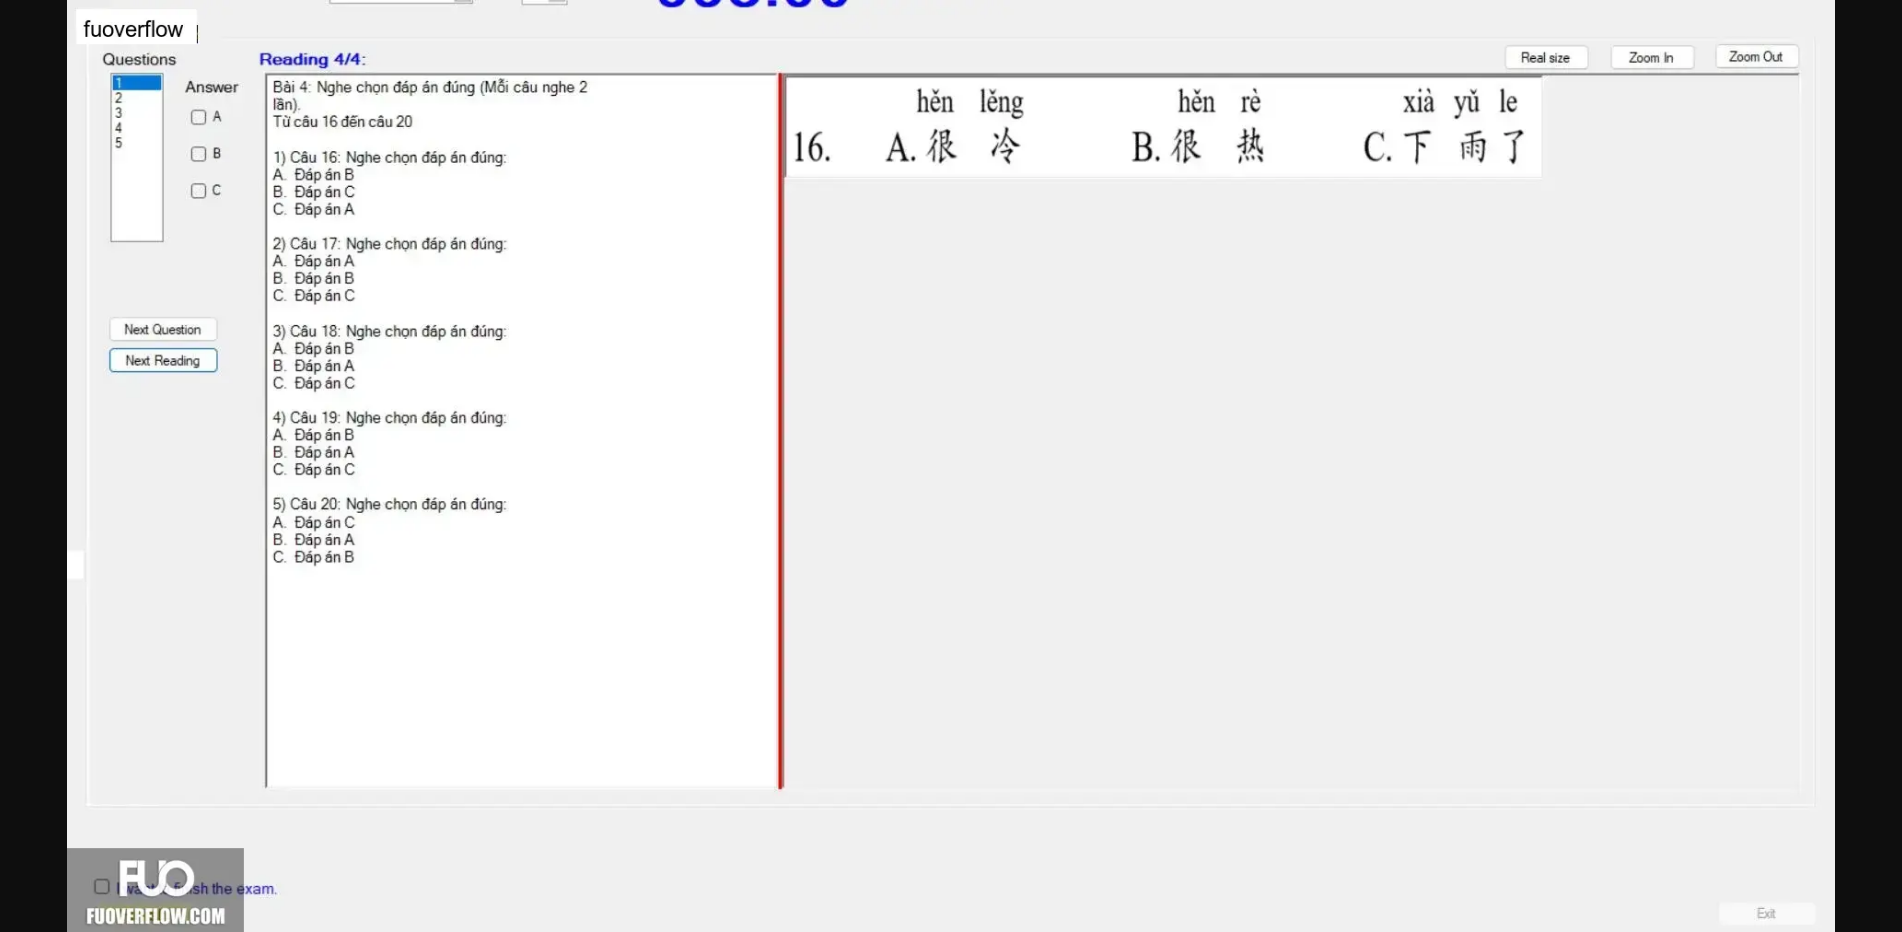 fuoverflow
Questions
Reading 4/4:
Real size
Zoom In
Zoom Out
1
2
3
4
5
Answer
A
B
C
Next Question
Next Reading
Bài 4: Nghe chọn đáp án đúng (Mỗi câu nghe 2
lần).
Từ câu 16 đến câu 20
1) Câu 16: Nghe chọn đáp án đúng:
A. Đáp án B
B. Đáp án C
C. Đáp án A
2) Câu 17: Nghe chọn đáp án đúng:
A. Đáp án A
B. Đáp án B
C. Đáp án C
3) Câu 18: Nghe chọn đáp án đúng:
A. Đáp án B
B. Đáp án A
C. Đáp án C
4) Câu 19: Nghe chọn đáp án đúng:
A. Đáp án B
B. Đáp án A
C. Đáp án C
5) Câu 20: Nghe chọn đáp án đúng:
A. Đáp án C
B. Đáp án A
C. Đáp án B
hěn lěng hěn rè xià yǔ le
16. A. 很 冷 B. 很 热 C. 下 雨 了
FUO
the exam.
FUOVERFLOW.COM
Exit